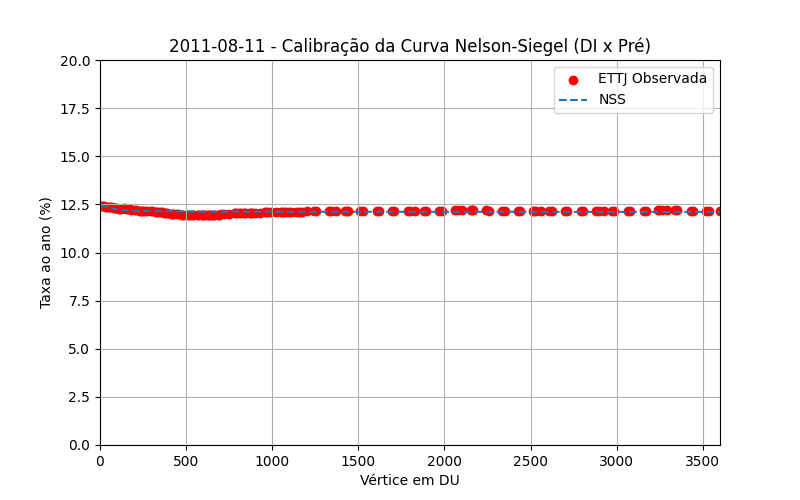 2011-08-11 - Calibração da Curva Nelson-Siegel (DI x Pré)
ETTJ Observada
NSS
Taxa ao ano (%)
20.0
17.5
15.0
12.5
10.0
7.5
5.0
2.5
0.0
0 500 1000 1500 2000 2500 3000 3500
Vértice em DU